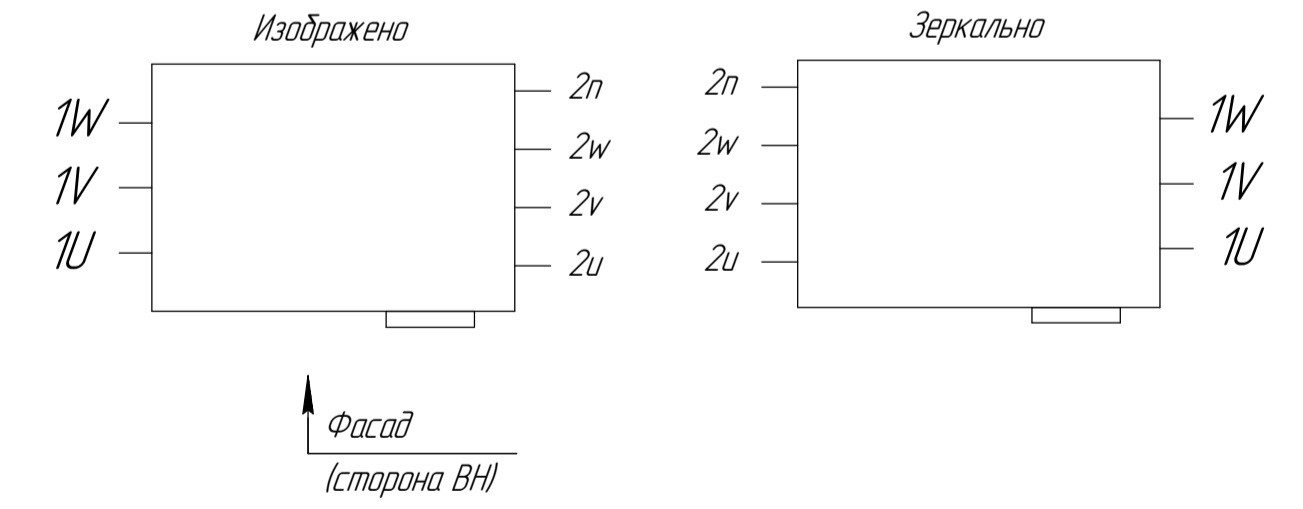 Изображено
1W
1V
1U
2n
2w
2v
2u
Фасад
(сторона ВН)
Зеркально
2n
2w
2v
2u
1W
1V
1U